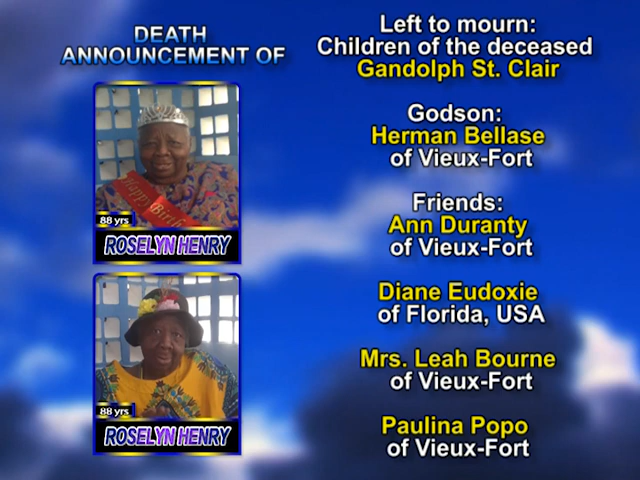 DEATH
ANNOUNCEMENT OF
Happy Birth
88 yrs
ROSELYN HENRY
88 yrs
ROSELYN HENRY
Left to mourn:
Children of the deceased
Gandolph St. Clair
Godson:
Herman Bellase
of Vieux-Fort
Friends:
Ann Duranty
of Vieux-Fort
Diane Eudoxie
of Florida, USA
Mrs. Leah Bourne
of Vieux-Fort
Paulina Popo
of Vieux-Fort